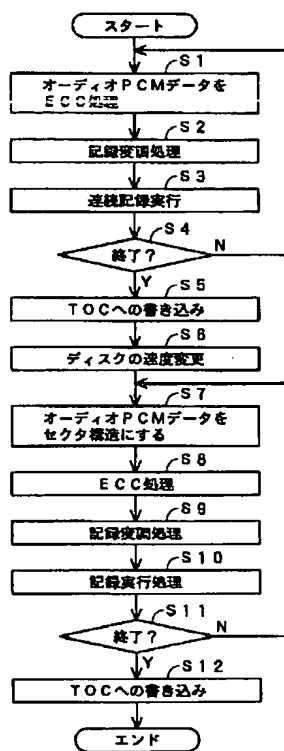 スタート
S1
オーディオPCMデータを
ECC処理
S2
記録変調処理
S3
連続記録実行
S4
終了?
N
Y
S5
TOCへの書き込み
S6
ディスクの速度変更
S7
オーディオPCMデータを
セクタ構造にする
S8
ECC処理
S9
記録変調処理
S10
記録実行処理
S11
終了?
N
Y
S12
TOCへの書き込み
エンド